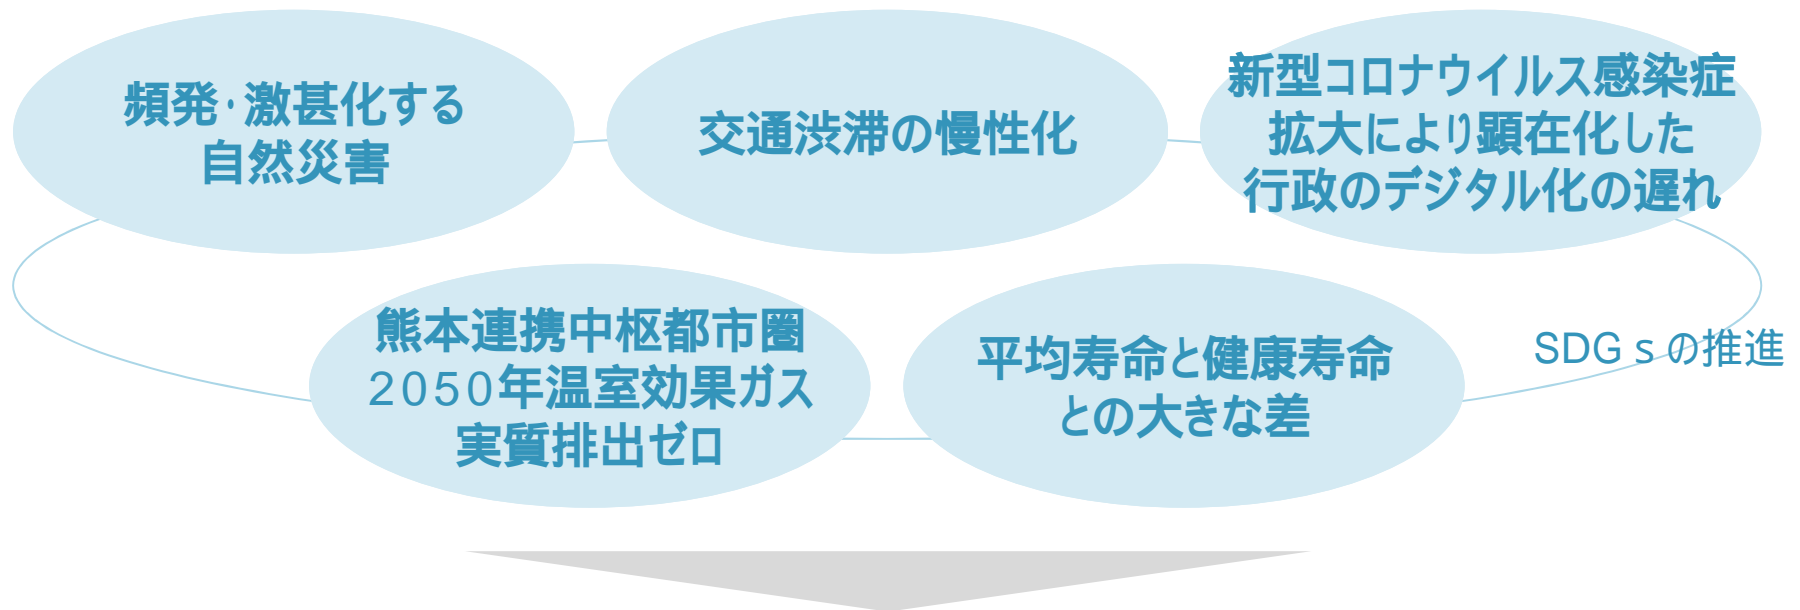 頻発・激甚化する
自然災害
交通渋滞の慢性化
新型コロナウイルス感染症
拡大により顕在化した
行政のデジタル化の遅れ
熊本連携中枢都市圏
2050年温室効果ガス
実質排出ゼロ
平均寿命と健康寿命
との大きな差
SDGsの推進